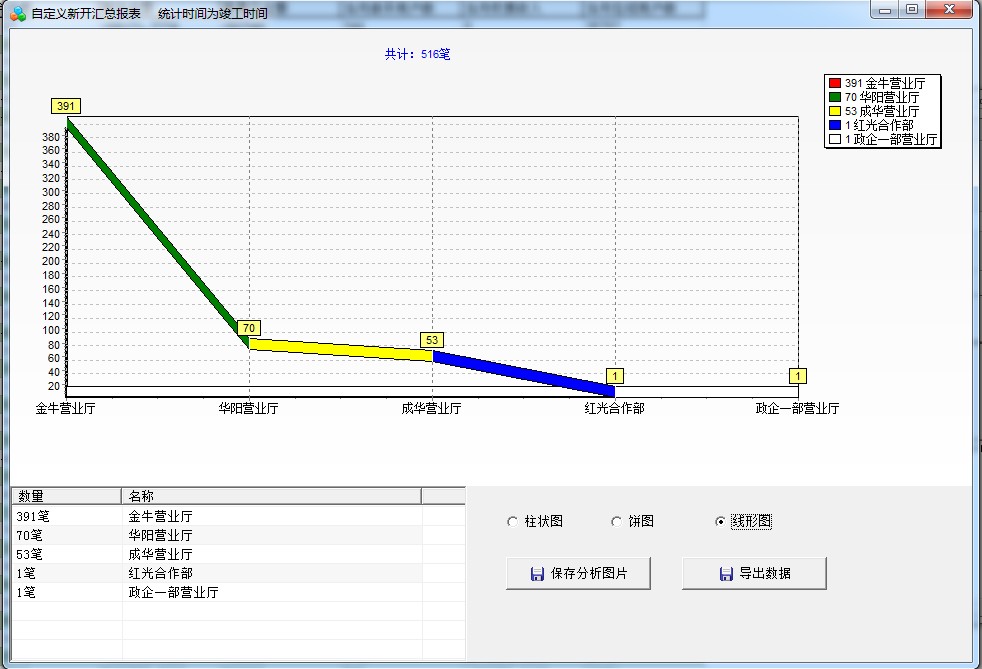 自定义新开汇总报表 统计时间为竣工时间
共计：516笔
391 金牛营业厅
70 华阳营业厅
53 成华营业厅
1 红光合作部
1 政企一部营业厅
391
380
360
340
320
300
280
260
240
220
200
180
160
140
120
100
80
60
40
20
70
53
1
1
金牛营业厅 华阳营业厅 成华营业厅 红光合作部 政企一部营业厅
数量 名称
391笔 金牛营业厅
70笔 华阳营业厅
53笔 成华营业厅
1笔 红光合作部
1笔 政企一部营业厅
柱状图 饼图 线形图
保存分析图片 导出数据